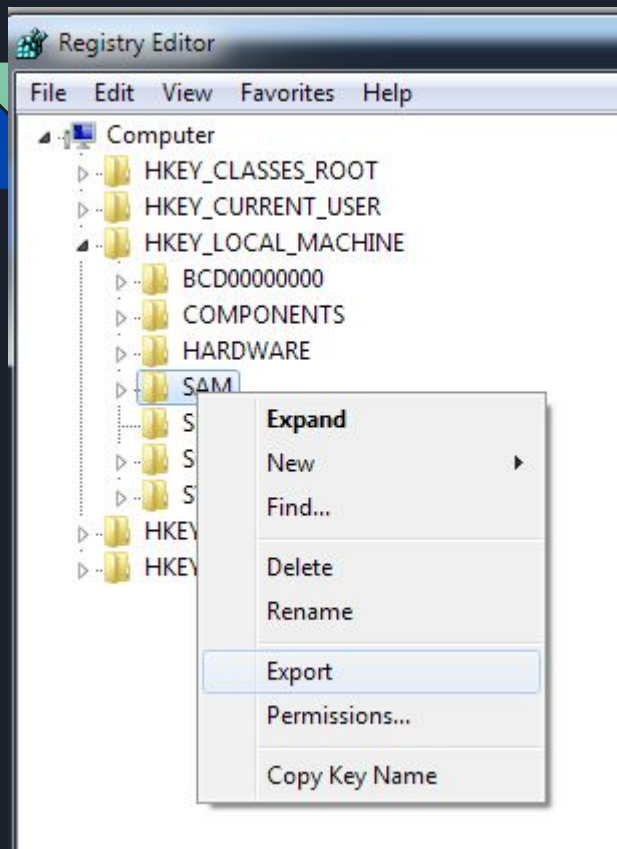 Registry Editor
File Edit View Favorites Help
Computer
HKEY_CLASSES_ROOT
HKEY_CURRENT_USER
HKEY_LOCAL_MACHINE
BCD00000000
COMPONENTS
HARDWARE
SAM
Expand
New
Find...
Delete
Rename
Export
Permissions...
Copy Key Name